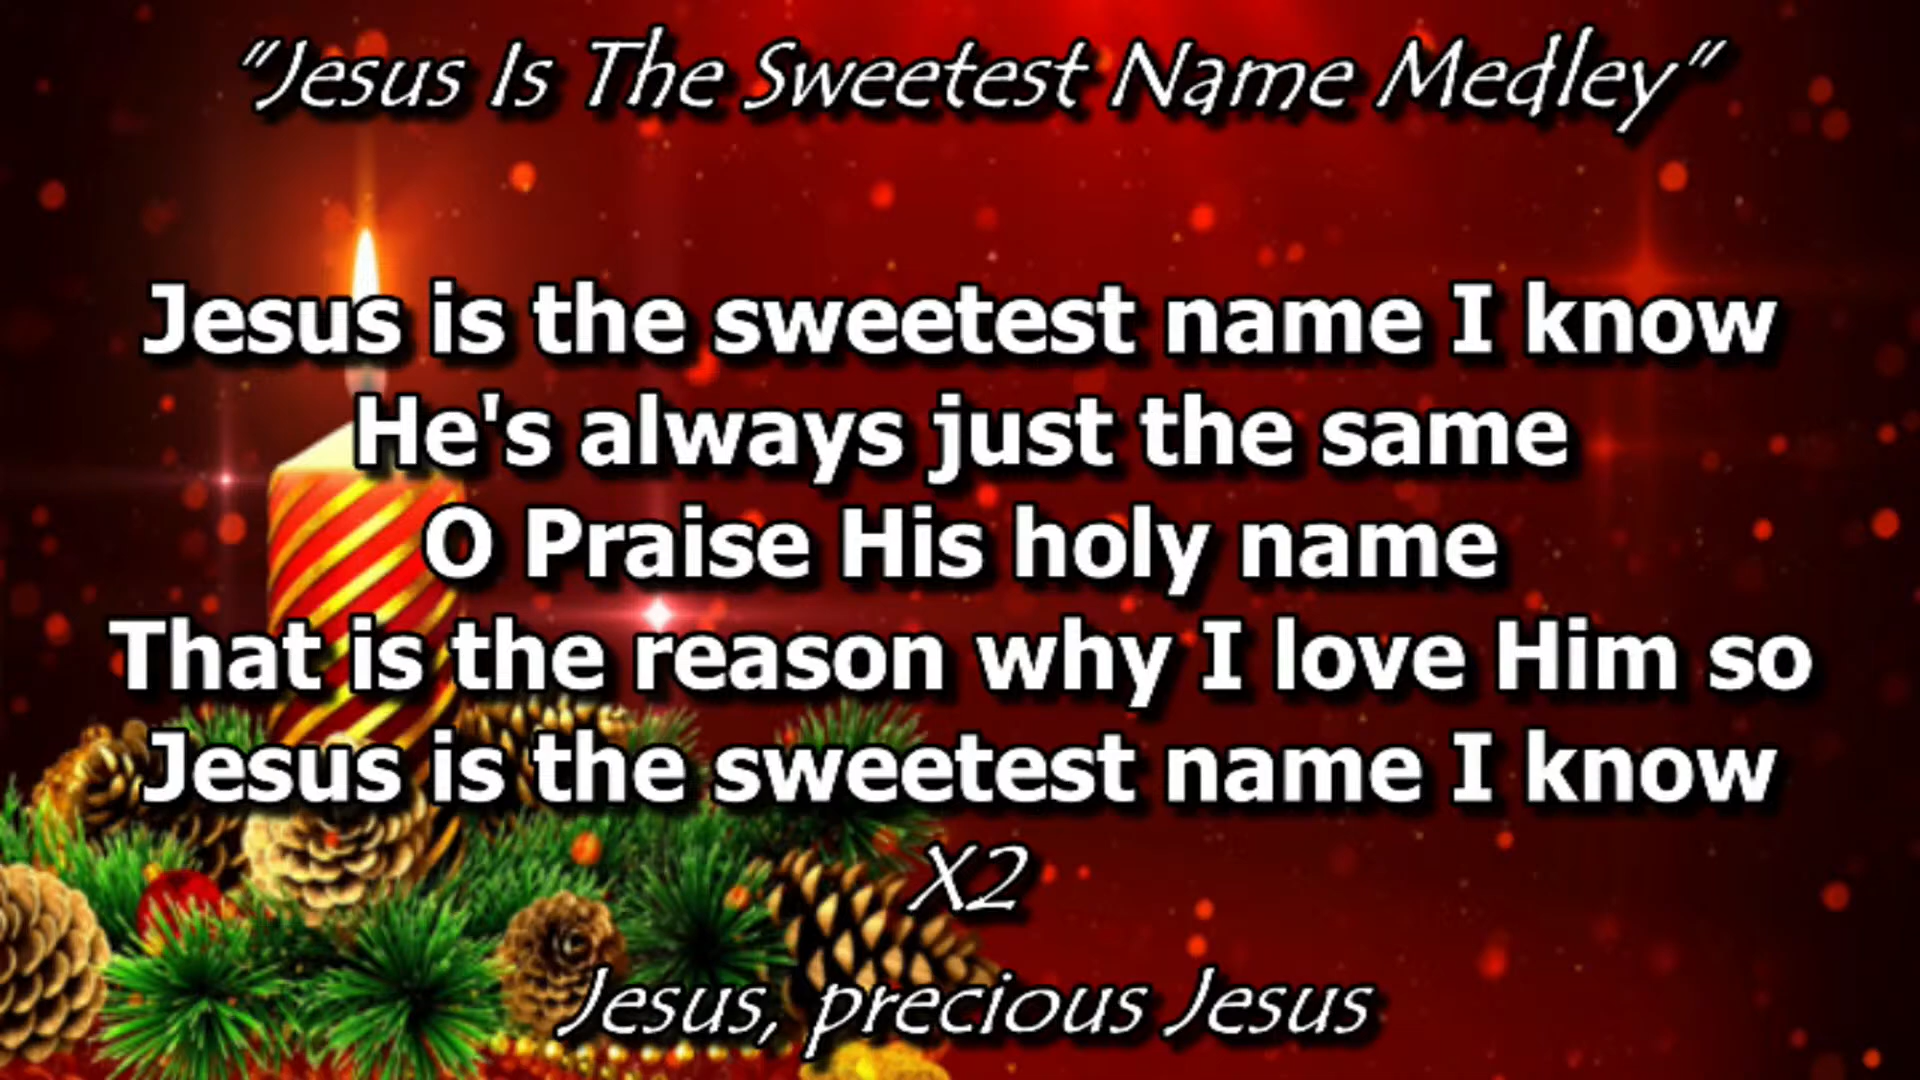 “Jesus Is The Sweetest Name Medley”
Jesus is the sweetest name I know
He's always just the same
O Praise His holy name
That is the reason why I love Him so
Jesus is the sweetest name I know
X2
Jesus, precious Jesus